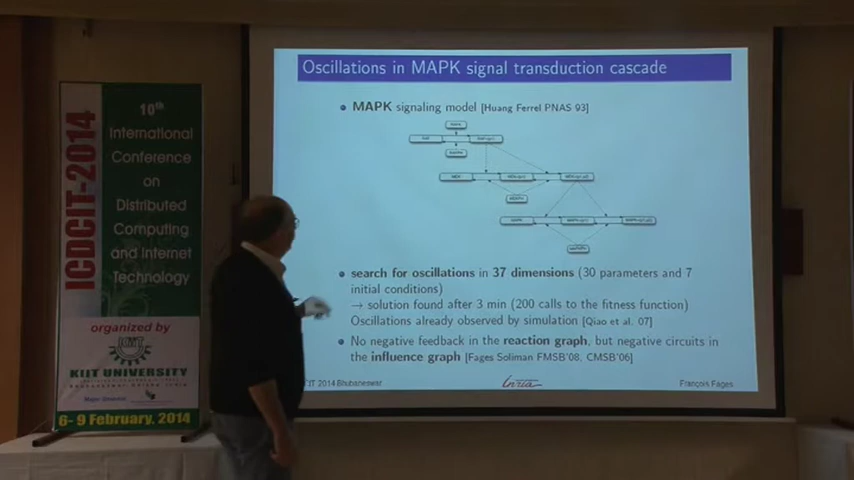 10th
International
Conference
on
Distributed
Computing
and Internet
Technology
ICDCIT-2014
organized by
KIIT
KIIT UNIVERSITY
6- 9 February, 2014
Oscillations in MAPK signal transduction cascade
MAPK signaling model [Huang Ferrel PNAS 93]
search for oscillations in 37 dimensions (30 parameters and 7
initial conditions)
→ solution found after 3 min (200 calls to the fitness function)
Oscillations already observed by simulation [Qiao et al. 07]
No negative feedback in the reaction graph, but negative circuits in
the influence graph [Fages Soliman FMSB'08, CMSB'06]
IT 2014 Bhubaneswar
Inria
François Fages